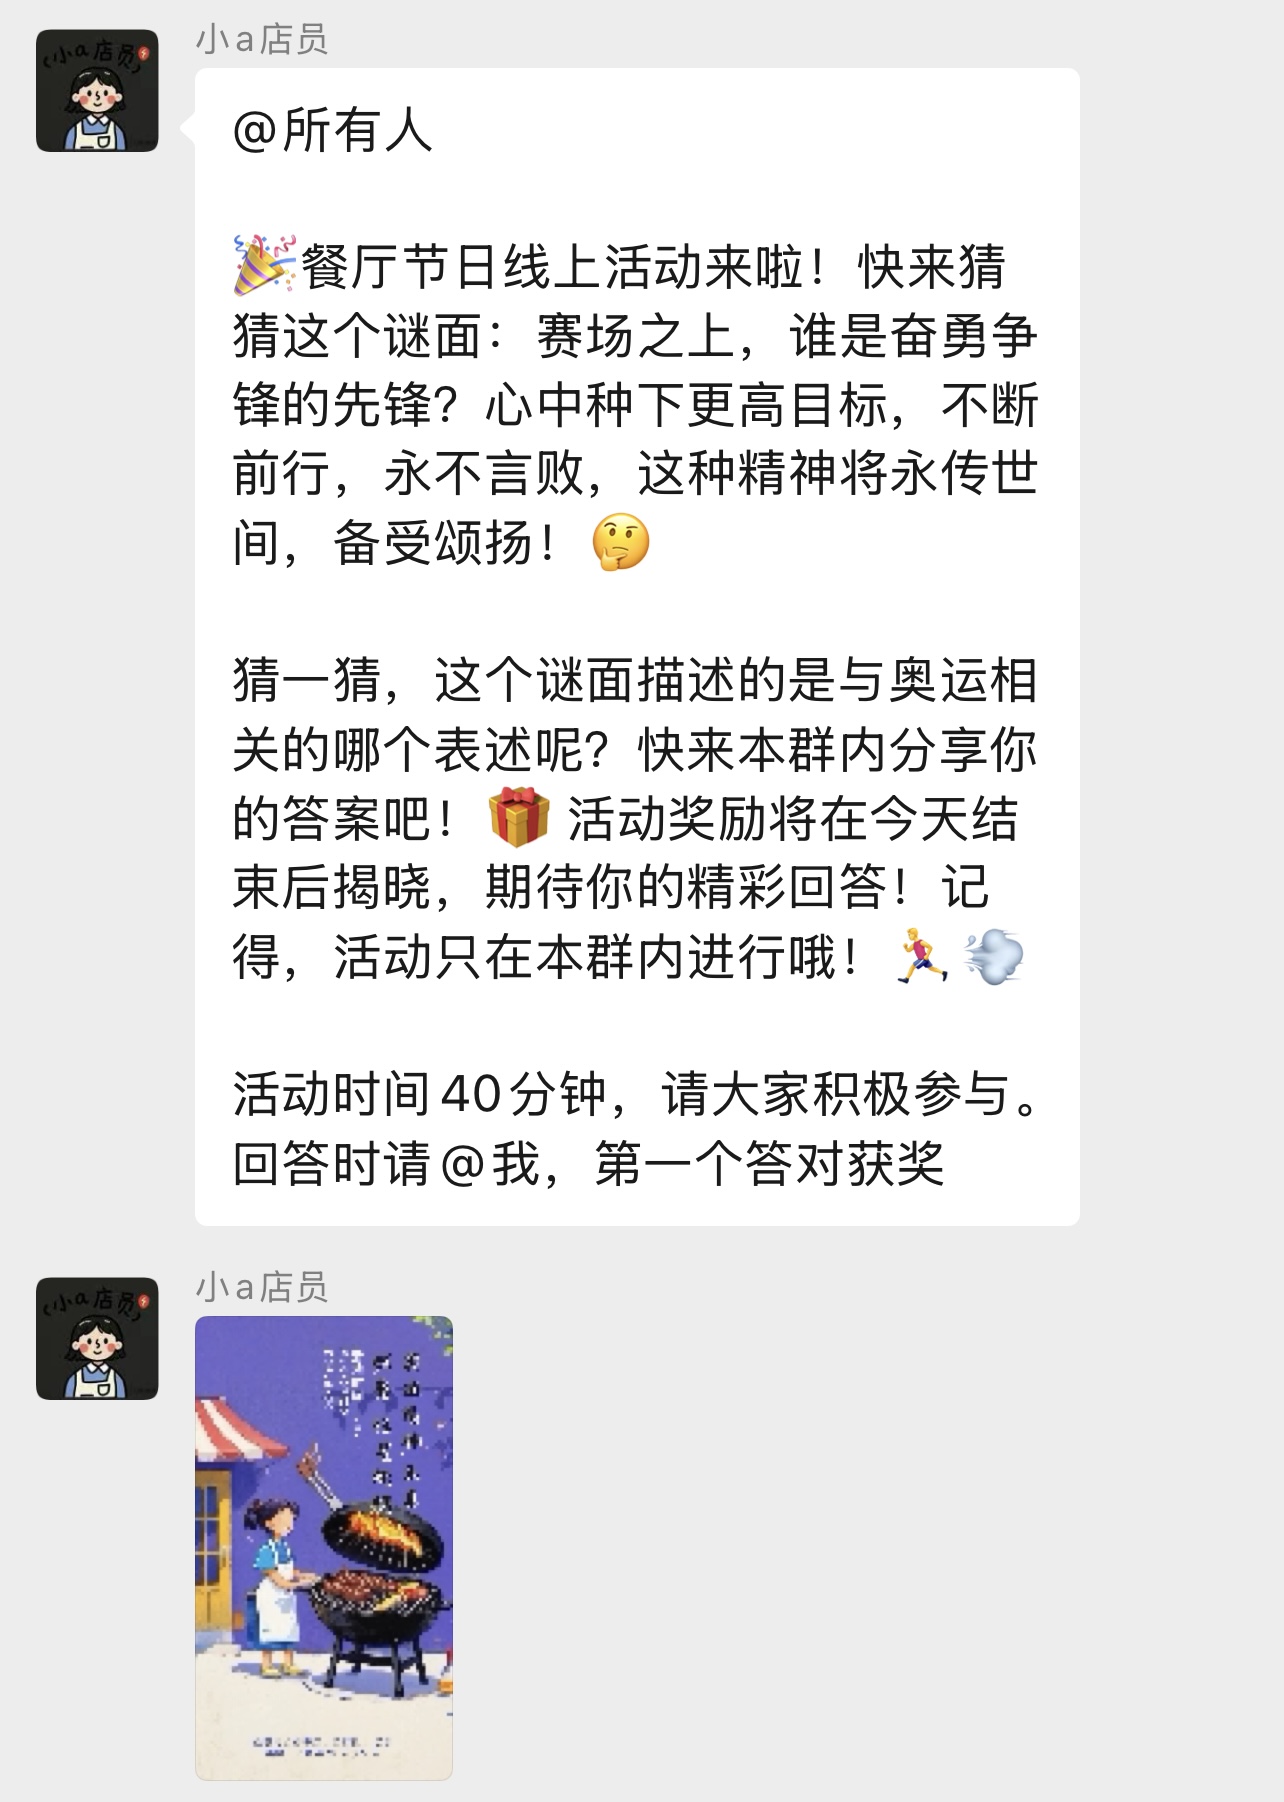 小a店员
小a店员
@所有人
🎉餐厅节日线上活动来啦！快来猜
猜这个谜面：赛场之上，谁是奋勇争
锋的先锋？心中种下更高目标，不断
前行，永不言败，这种精神将永传世
间，备受颂扬！🤔
猜一猜，这个谜面描述的是与奥运相
关的哪个表述呢？快来本群内分享你
的答案吧！🎁 活动奖励将在今天结
束后揭晓，期待你的精彩回答！记
得，活动只在本群内进行哦！🏃💨
活动时间40分钟，请大家积极参与。
回答时请@我，第一个答对获奖
小a店员
小a店员